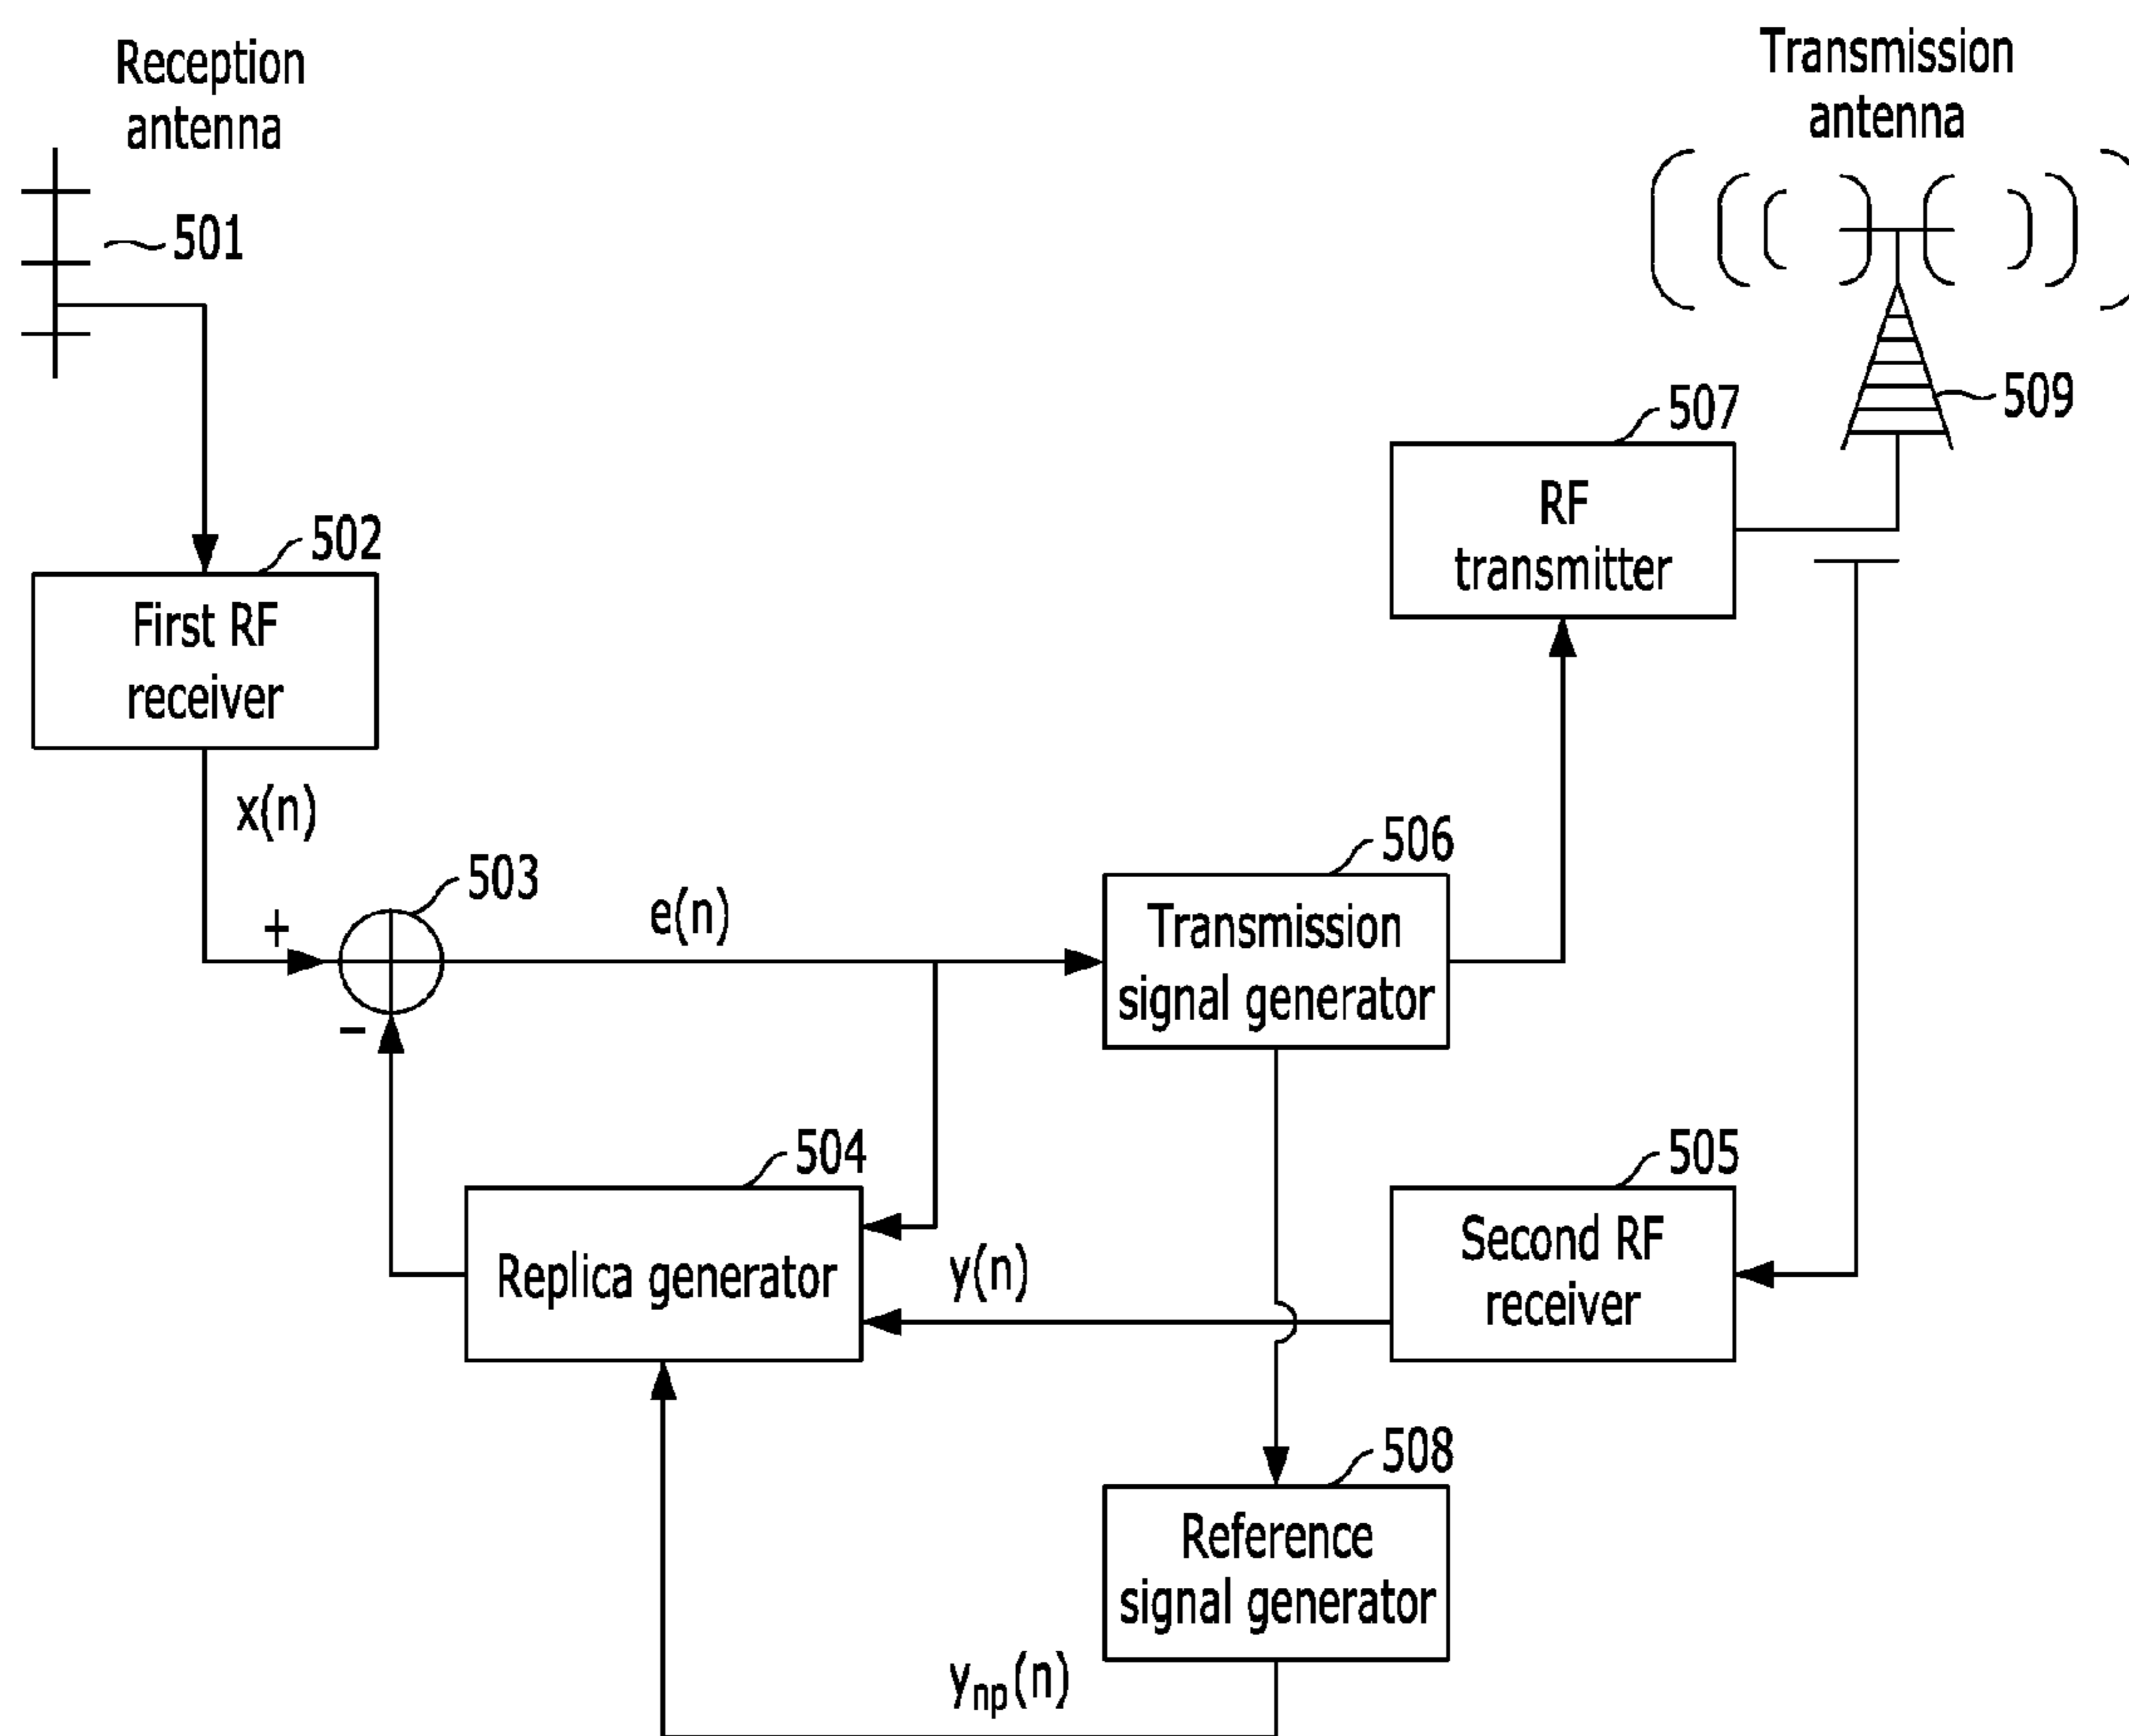 Reception
antenna
Transmission
antenna
501
509
507
RF
transmitter
502
First RF
receiver
x(n)
503
+
e(n)
−
506
Transmission
signal generator
504
Replica generator
y(n)
505
Second RF
receiver
508
Reference
signal generator
ynp(n)